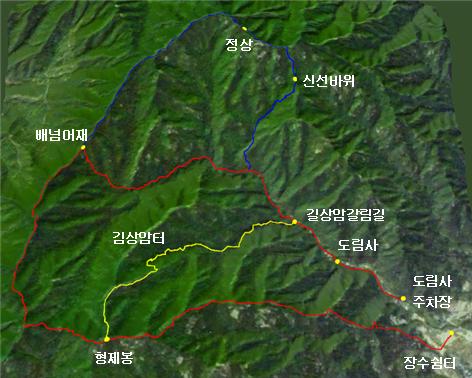 정상
신선바위
배넘어재
길상암갈림길
김상암터
도림사
도림사
주차장
형제봉
장수쉼터